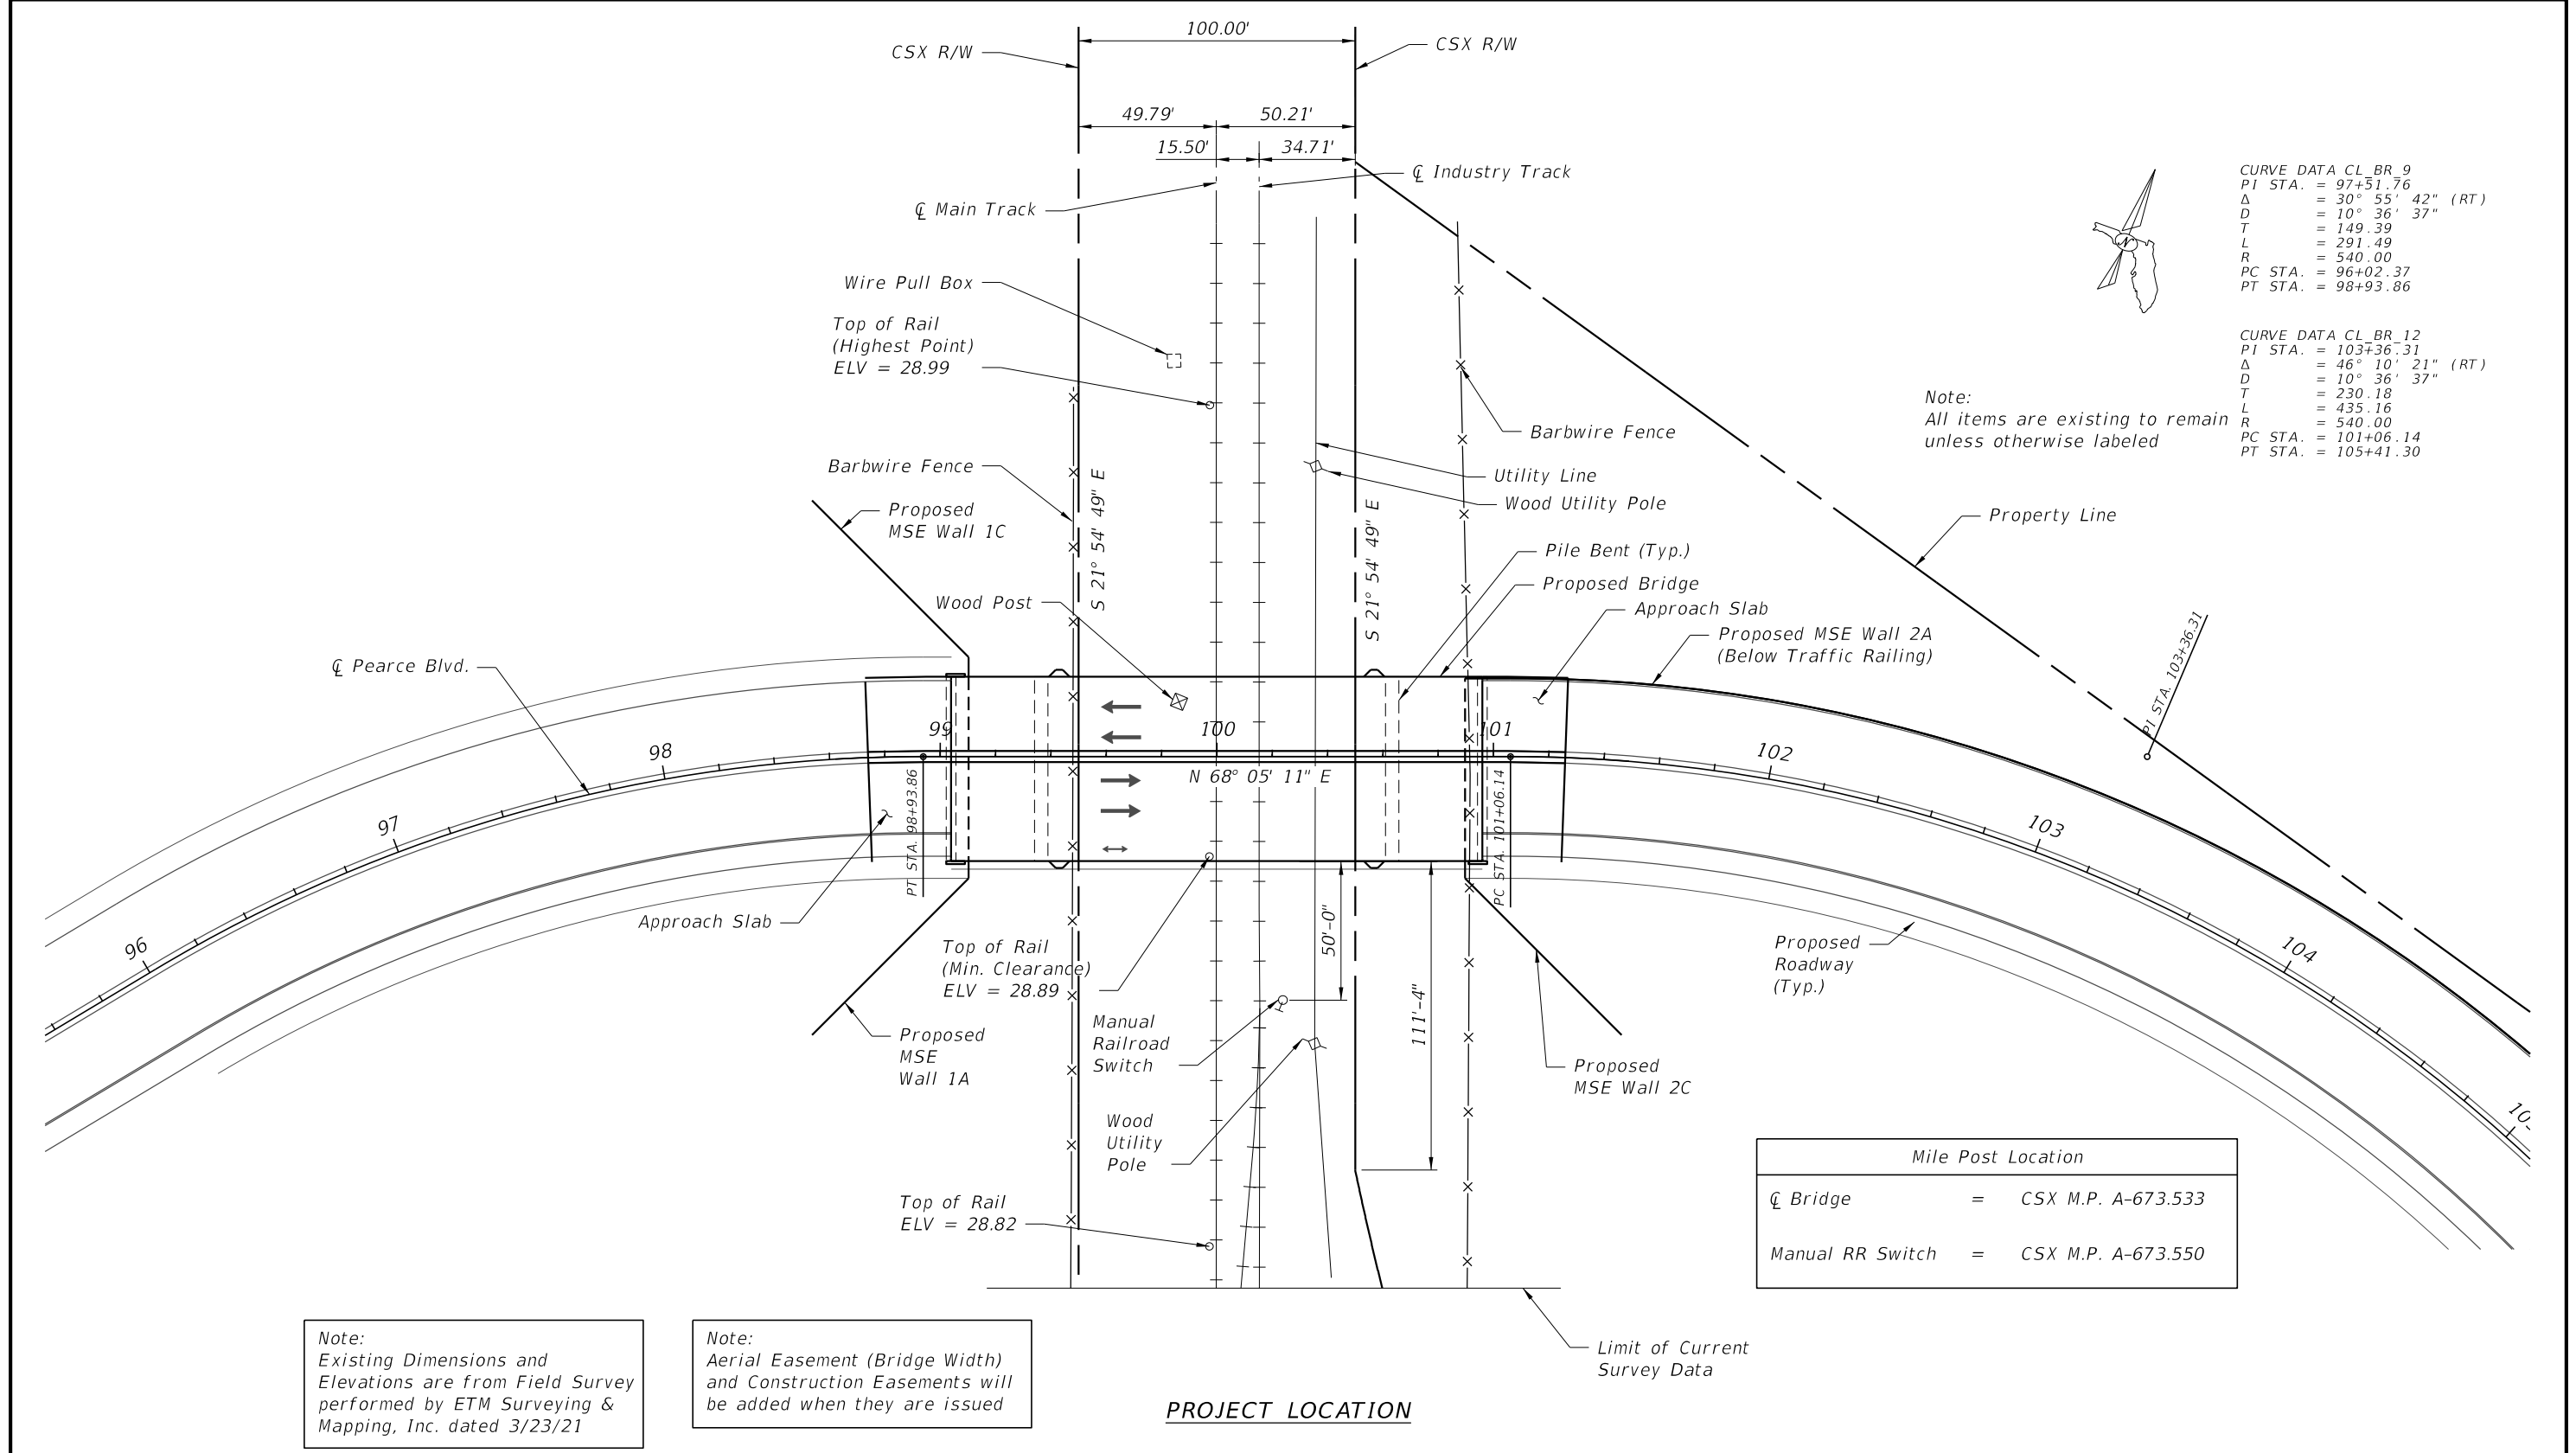 100.00'
CSX R/W
CSX R/W
49.79'
50.21'
15.50'
34.71'
℄ Industry Track
℄ Main Track
Wire Pull Box
Top of Rail
(Highest Point)
ELV = 28.99
Barbwire Fence
Barbwire Fence
Utility Line
Wood Utility Pole
S 21° 54' 49" E
S 21° 54' 49" E
Proposed
MSE Wall 1C
Wood Post
Pile Bent (Typ.)
Proposed Bridge
Approach Slab
Proposed MSE Wall 2A
(Below Traffic Railing)
Property Line
N
CURVE DATA CL_BR_9
PI STA. = 97+51.76
Δ = 30° 55' 42" (RT)
D = 10° 36' 37"
T = 149.39
L = 291.49
R = 540.00
PC STA. = 96+02.37
PT STA. = 98+93.86
CURVE DATA CL_BR_12
PI STA. = 103+36.31
Δ = 46° 10' 21" (RT)
D = 10° 36' 37"
T = 230.18
L = 435.16
R = 540.00
PC STA. = 101+06.14
PT STA. = 105+41.30
Note:
All items are existing to remain
unless otherwise labeled
PI STA. 103+36.31
℄ Pearce Blvd.
96
97
98
99
100
101
102
103
104
N 68° 05' 11" E
PT STA. 98+93.86
PC STA. 101+06.14
Approach Slab
Top of Rail
(Min. Clearance)
ELV = 28.89
50'-0"
111'-4"
Proposed
Roadway
(Typ.)
Proposed
MSE
Wall 1A
Manual
Railroad
Switch
Proposed
MSE Wall 2C
Wood
Utility
Pole
Top of Rail
ELV = 28.82
Mile Post Location
℄ Bridge = CSX M.P. A-673.533
Manual RR Switch = CSX M.P. A-673.550
Limit of Current
Survey Data
Note:
Existing Dimensions and
Elevations are from Field Survey
performed by ETM Surveying &
Mapping, Inc. dated 3/23/21
Note:
Aerial Easement (Bridge Width)
and Construction Easements will
be added when they are issued
PROJECT LOCATION